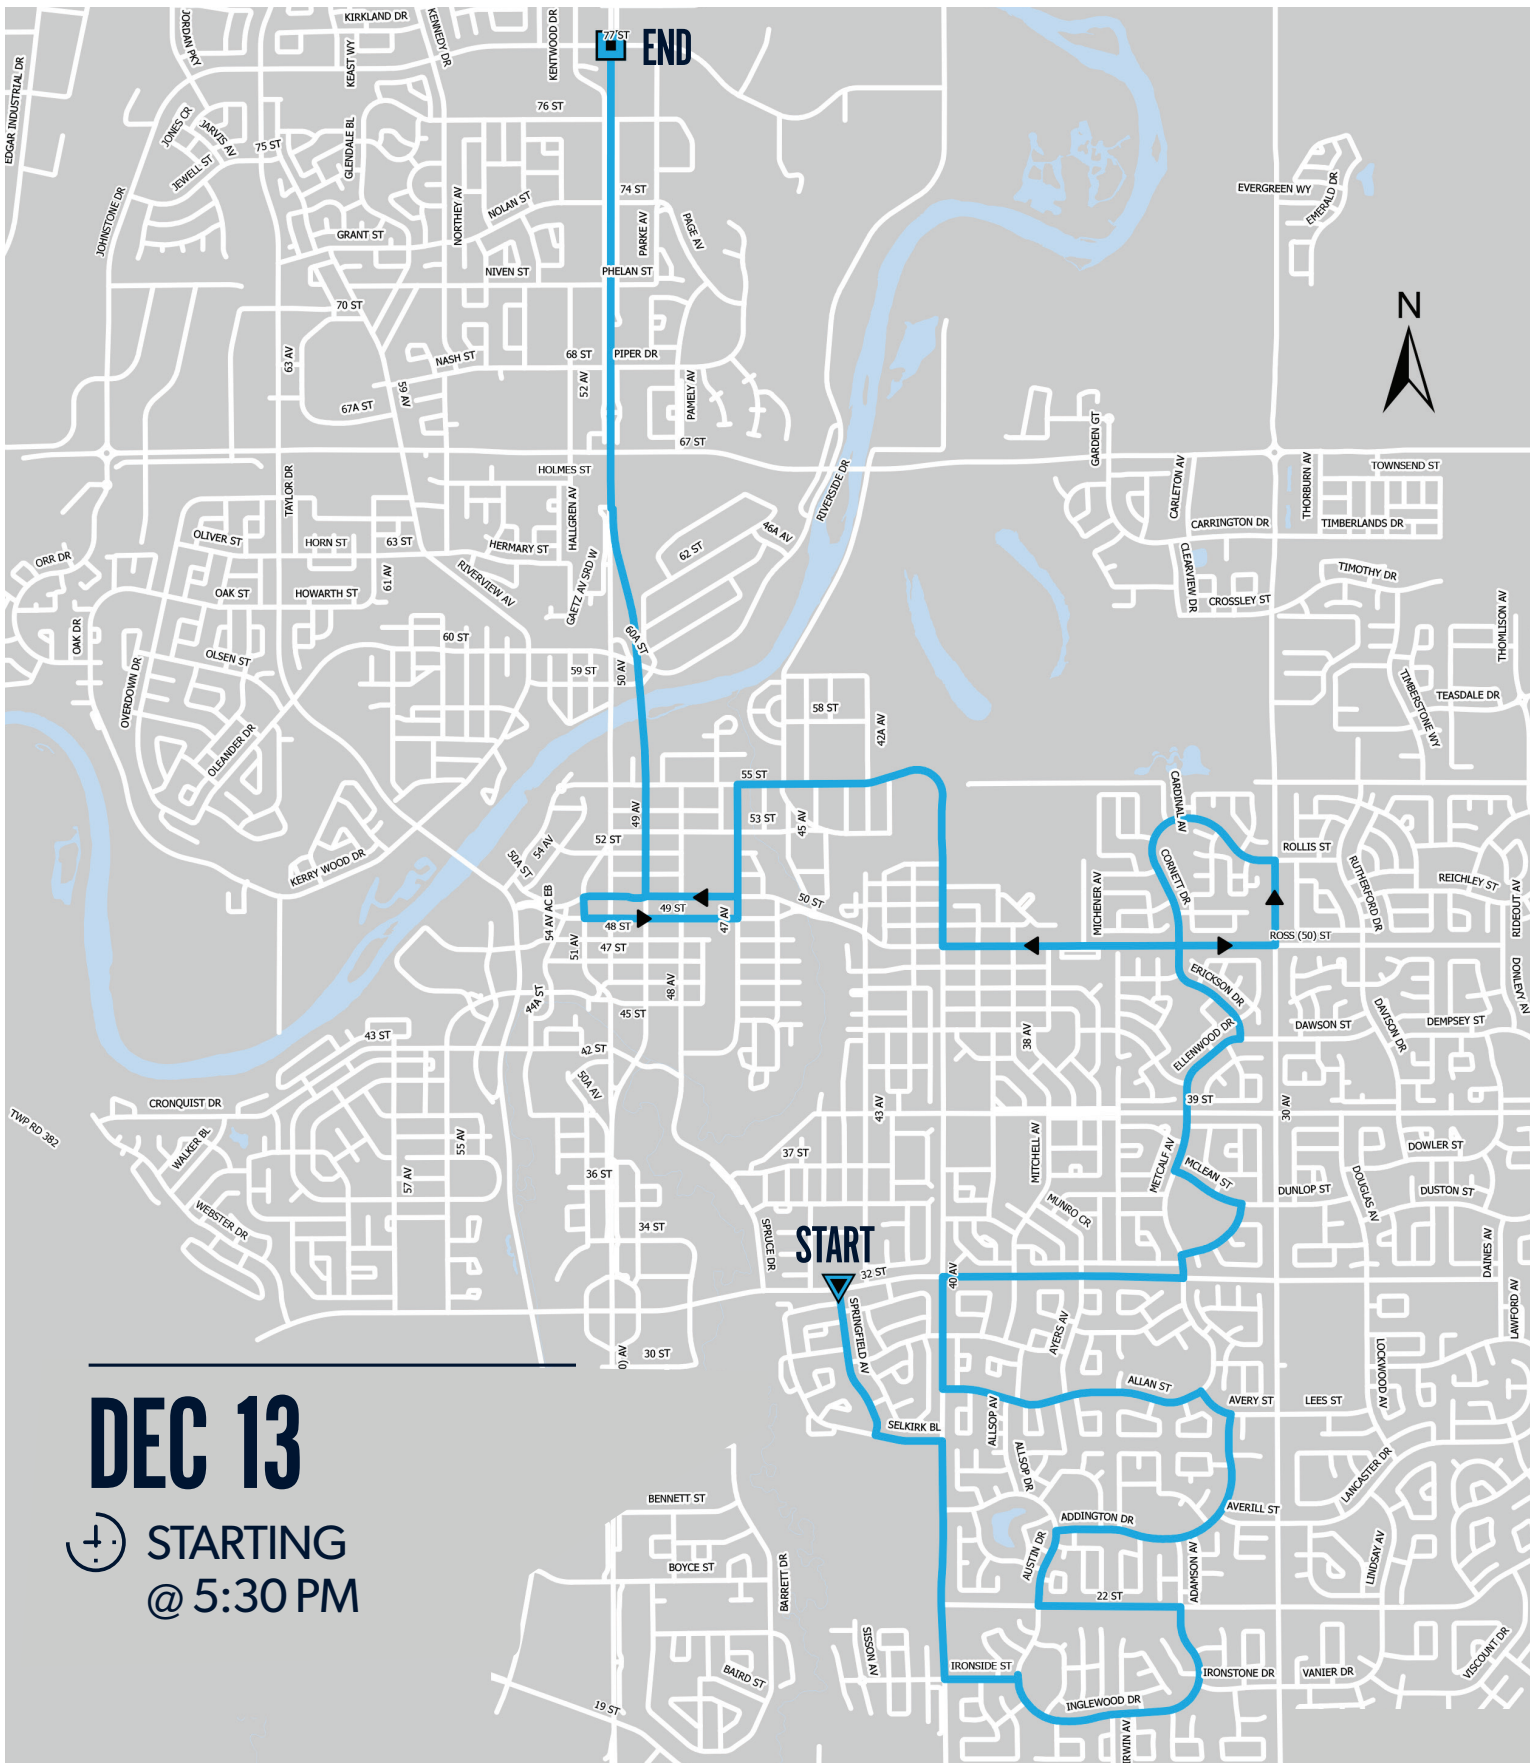 KIRKLAND DR
JORDAN PKY
KEAST WY
KENNEDY DR
KENTWOOD DR
77 ST
END
EDGAR INDUSTRIAL DR
76 ST
JONES CR
JARVIS AV
75 ST
GLENDALE BL
JEWELL ST
74 ST
EVERGREEN WY
EMERALD DR
JOHNSTONE DR
NORTHEY AV
NOLAN ST
PARKE AV
PAGE AV
GRANT ST
NIVEN ST
PHELAN ST
70 ST
N
63 AV
NASH ST
68 ST
PIPER DR
52 AV
59 AV
PAMELY AV
67A ST
67 ST
GARDEN GT
HOLMES ST
TAYLOR DR
HALLGREN AV
RIVERSIDE DR
CARLETON AV
THORBURN AV
TOWNSEND ST
CARRINGTON DR
TIMBERLANDS DR
46A AV
OLIVER ST
HORN ST
63 ST
HERMARY ST
62 ST
ORR DR
61 AV
RIVERVIEW AV
GAETZ AV SRD W
CLEARVIEW DR
TIMOTHY DR
OAK ST
HOWARTH ST
CROSSLEY ST
THOMLISON AV
OAK DR
60 ST
60A ST
OLSEN ST
59 ST
50 AV
OVERDOWN DR
TIMBERSTONE WY
TEASDALE DR
58 ST
42A AV
OLEANDER DR
55 ST
CARDINAL AV
49 AV
53 ST
45 AV
52 ST
54 AV
50A ST
ROLLIS ST
KERRY WOOD DR
CORNETT DR
RUTHERFORD DR
REICHLEY ST
RIDEOUT AV
MICHENER AV
54 AV AC EB
50 ST
49 ST
48 ST
47 AV
51 AV
47 ST
ROSS (50) ST
48 AV
ERICKSON DR
DONLEVY AV
44A ST
45 ST
DAWSON ST
DAVISON DR
DEMPSEY ST
43 ST
38 AV
ELLENWOOD DR
42 ST
50A AV
CRONQUIST DR
39 ST
30 AV
43 AV
TWP RD 382
WALKER BL
55 AV
37 ST
MITCHELL AV
METCALF AV
DOWLER ST
57 AV
36 ST
MCLEAN ST
DUNLOP ST
DOUGLAS AV
DUSTON ST
WEBSTER DR
34 ST
MUNRO CR
SPRUCE DR
START
32 ST
40 AV
DAINES AV
SPRINGFIELD AV
AYERS AV
LAWFORD AV
30 ST
0) AV
LOCKWOOD AV
DEC 13
ALLAN ST
AVERY ST
LEES ST
ALLSOP AV
SELKIRK BL
ALLSOP DR
LANCASTER DR
BENNETT ST
ADDINGTON DR
AVERILL ST
STARTING
@ 5:30 PM
AUSTIN DR
ADAMSON AV
LINDSAY AV
BOYCE ST
BARRETT DR
22 ST
SISSON AV
VISCOUNT DR
IRONSIDE ST
IRONSTONE DR
VANIER DR
BAIRD ST
INGLEWOOD DR
19 ST
RWIN AV